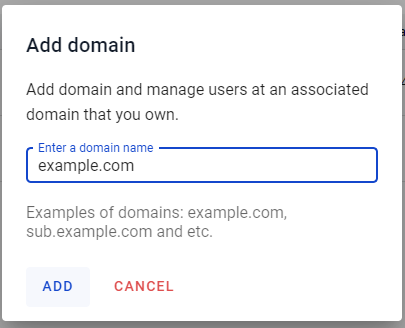 Add domain
Add domain and manage users at an associated
domain that you own.
Enter a domain name
example.com
Examples of domains: example.com,
sub.example.com and etc.
ADD CANCEL